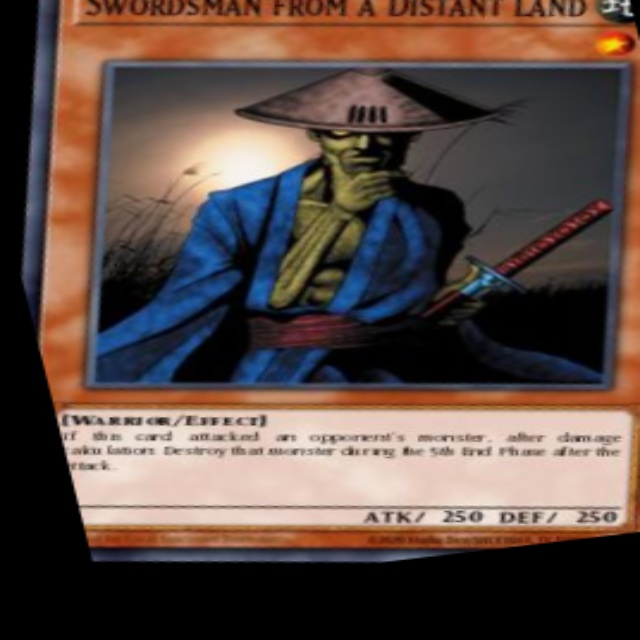 SWORDSMAN FROM A DISTANT LAND
[WARRIOR/EFFECT]
If this card attacked an opponent's monster, after damage
calculation: Destroy that monster during the 5th End Phase after the
attack.
ATK/ 250 DEF/ 250